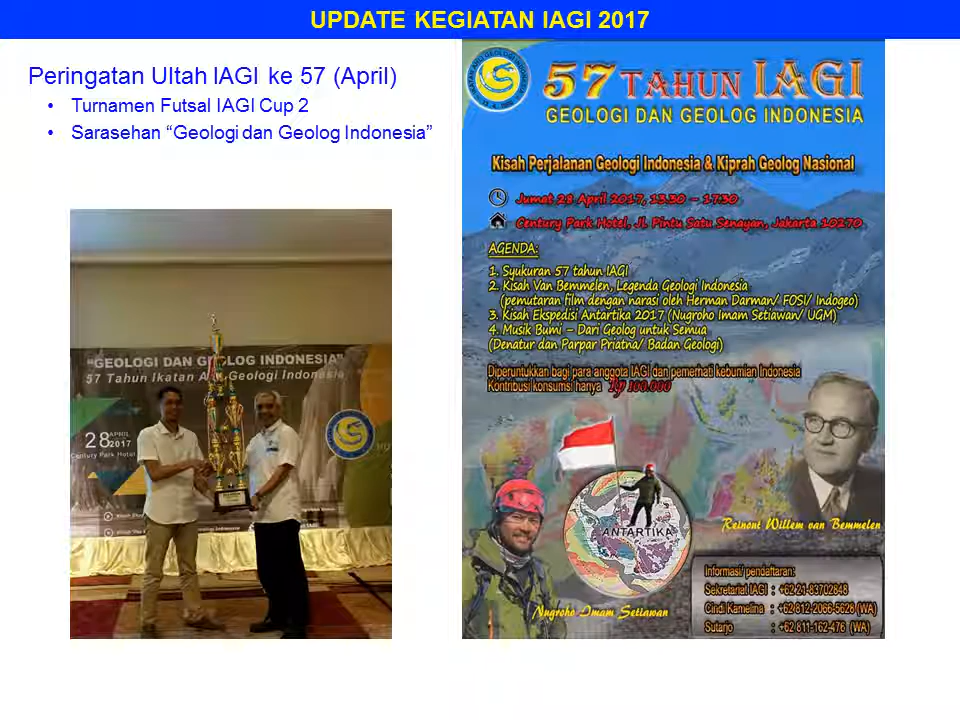 UPDATE KEGIATAN IAGI 2017
Peringatan Ultah IAGI ke 57 (April)
• Turnamen Futsal IAGI Cup 2
• Sarasehan “Geologi dan Geolog Indonesia”
“GEOLOGI DAN GEOLOG INDONESIA”
57 Tahun Ikatan Ahli Geologi Indonesia
28 APRIL
2017
Century Park Hotel
57 TAHUN IAGI
GEOLOGI DAN GEOLOG INDONESIA
Kisah Perjalanan Geologi Indonesia & Kiprah Geolog Nasional
Jumat 28 April 2017, 13.30 – 17.30
Century Park Hotel, Jl. Pintu Satu Senayan, Jakarta 10270
AGENDA:
1. Syukuran 57 tahun IAGI
2. Kisah Van Bemmelen, Legenda Geologi Indonesia
(pemutaran film dengan narasi oleh Herman Darman/ FOSI/ Indogeo)
3. Kisah Ekspedisi Antartika 2017 (Nugroho Imam Setiawan/ UGM)
4. Musik Bumi – Dari Geolog untuk Semua
(Denatur dan Parpar Priatna/ Badan Geologi)
Diperuntukkan bagi para anggota IAGI dan pemerhati kebumian Indonesia
Kontribusi konsumsi hanya Rp 100.000
ANTARTIKA
Reinout Willem van Bemmelen
Nugroho Imam Setiawan
Informasi/ pendaftaran:
Sekretariat IAGI : +62 21-83702848
Cindi Kamelina : +62 812-2066-5628 (WA)
Sutarjo : +62 811-162-476 (WA)